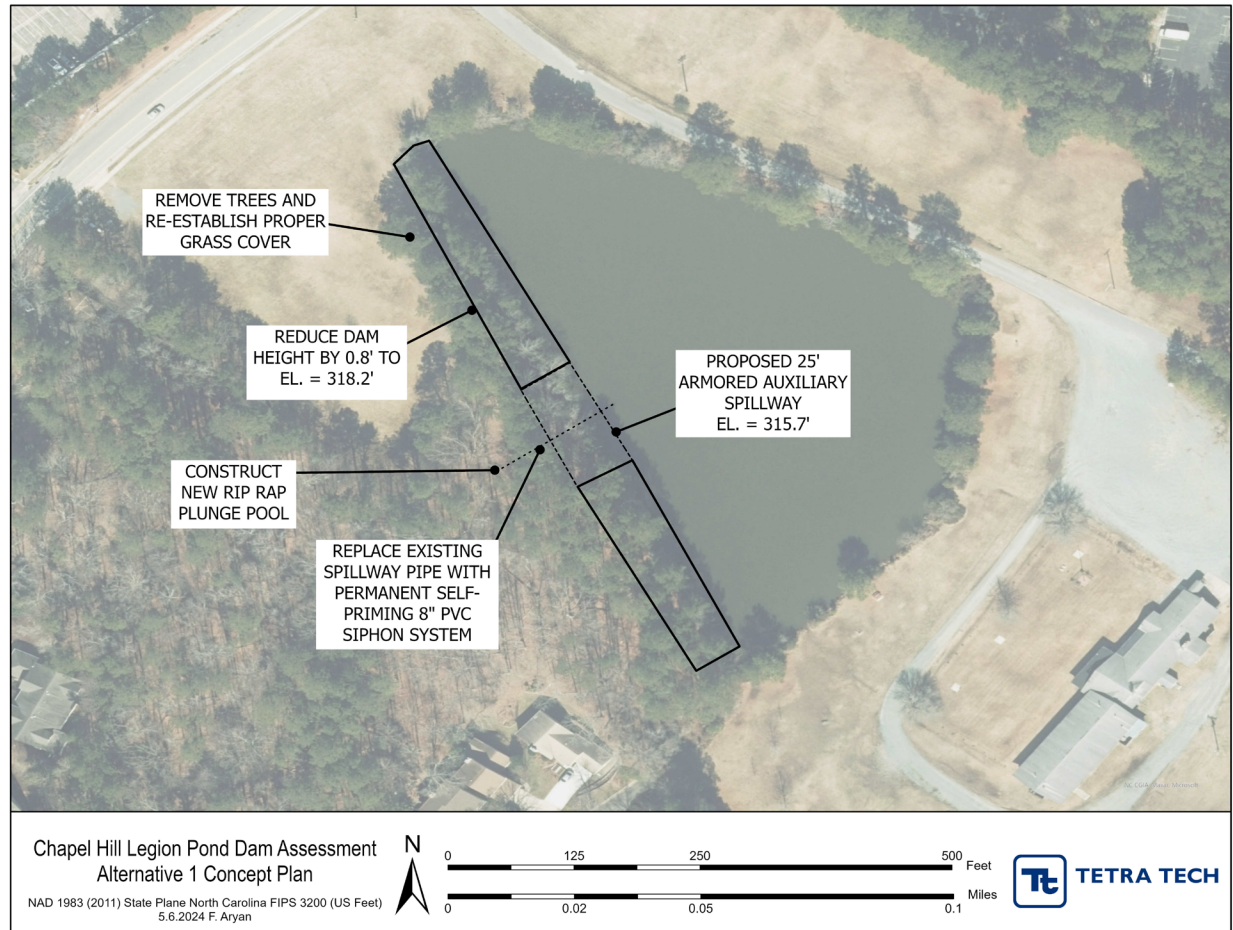 REMOVE TREES AND
RE-ESTABLISH PROPER
GRASS COVER
REDUCE DAM
HEIGHT BY 0.8' TO
EL. = 318.2'
PROPOSED 25'
ARMORED AUXILIARY
SPILLWAY
EL. = 315.7'
CONSTRUCT
NEW RIP RAP
PLUNGE POOL
REPLACE EXISTING
SPILLWAY PIPE WITH
PERMANENT SELF-
PRIMING 8" PVC
SIPHON SYSTEM
Chapel Hill Legion Pond Dam Assessment
Alternative 1 Concept Plan
NAD 1983 (2011) State Plane North Carolina FIPS 3200 (US Feet)
5.6.2024 F. Aryan
N
0 125 250 500 Feet
0 0.02 0.05 0.1 Miles
Tt TETRA TECH